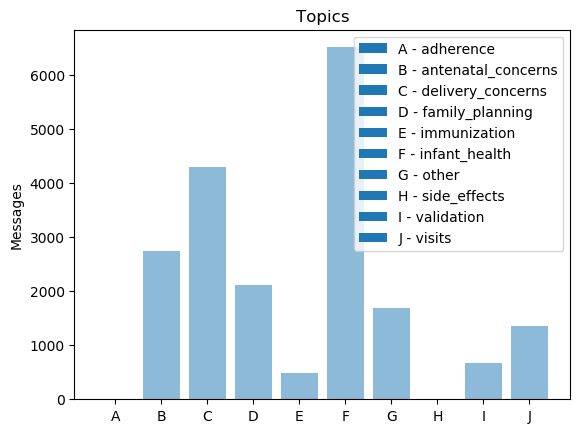 Topics
Messages
6000
5000
4000
3000
2000
1000
0
A - adherence
B - antenatal_concerns
C - delivery_concerns
D - family_planning
E - immunization
F - infant_health
G - other
H - side_effects
I - validation
J - visits
A B C D E F G H I J